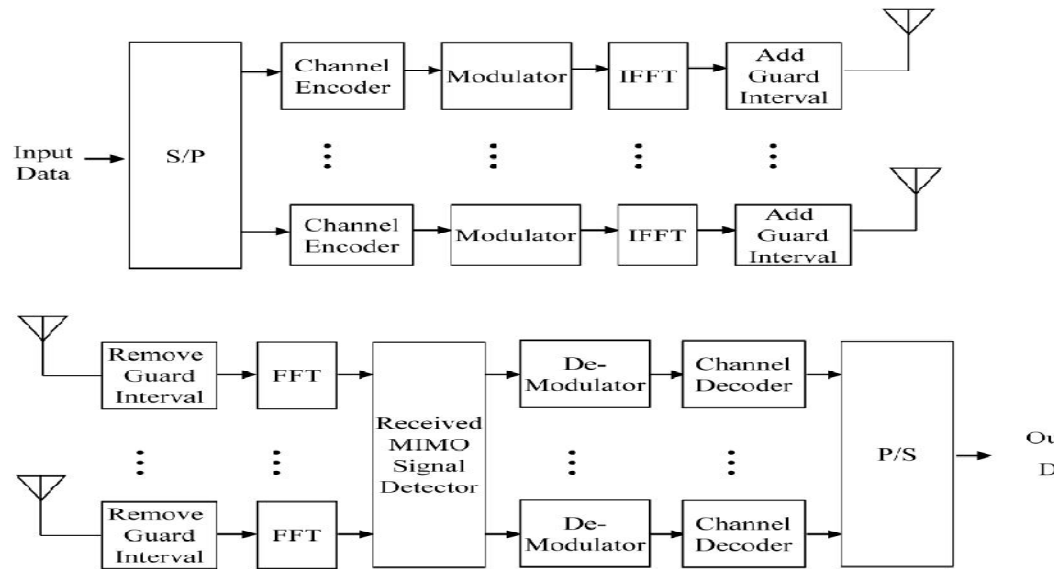 Input
Data
S/P
Channel
Encoder
Modulator
IFFT
Add
Guard
Interval
Channel
Encoder
Modulator
IFFT
Add
Guard
Interval
Remove
Guard
Interval
FFT
Received
MIMO
Signal
Detector
De-
Modulator
Channel
Decoder
P/S
Ou
D
Remove
Guard
Interval
FFT
De-
Modulator
Channel
Decoder